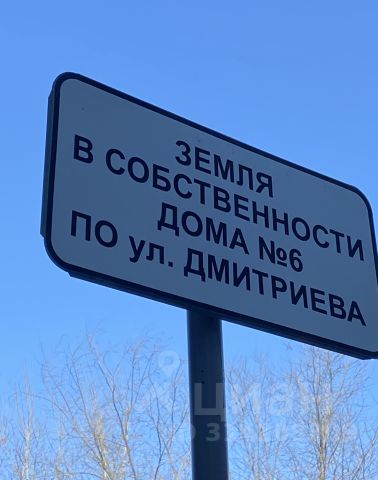 ЗЕМЛЯ
В СОБСТВЕННОСТИ
ДОМА №6
ПО ул. ДМИТРИЕВА